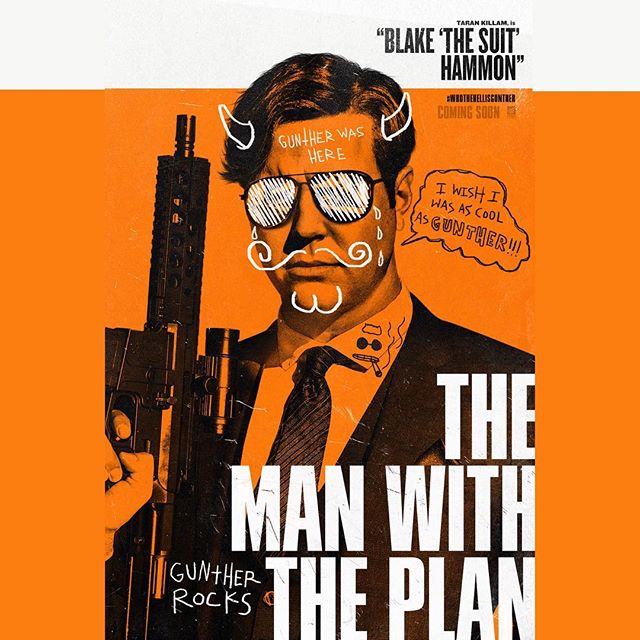 TARAN KILLAM, is
"BLAKE 'THE SUIT'
HAMMON"
#WHOTHEHELLISGUNTHER
COMING SOON
GUNTHER WAS
HERE
I WISH I
WAS AS COOL
AS GUNTHER!!!
THE
MAN WITH
THE PLAN
GUNTHER
ROCKS